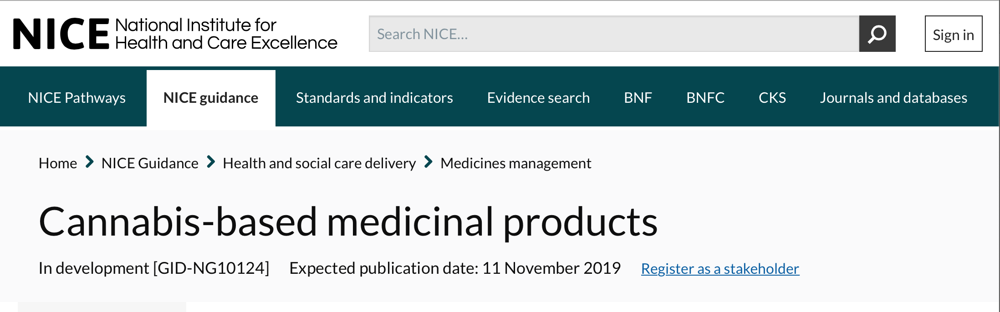 NICE National Institute for
Health and Care Excellence
Search NICE...
Sign in
NICE Pathways NICE guidance Standards and indicators Evidence search BNF BNFC CKS Journals and databases
Home NICE Guidance Health and social care delivery Medicines management
Cannabis-based medicinal products
In development [GID-NG10124] Expected publication date: 11 November 2019 Register as a stakeholder